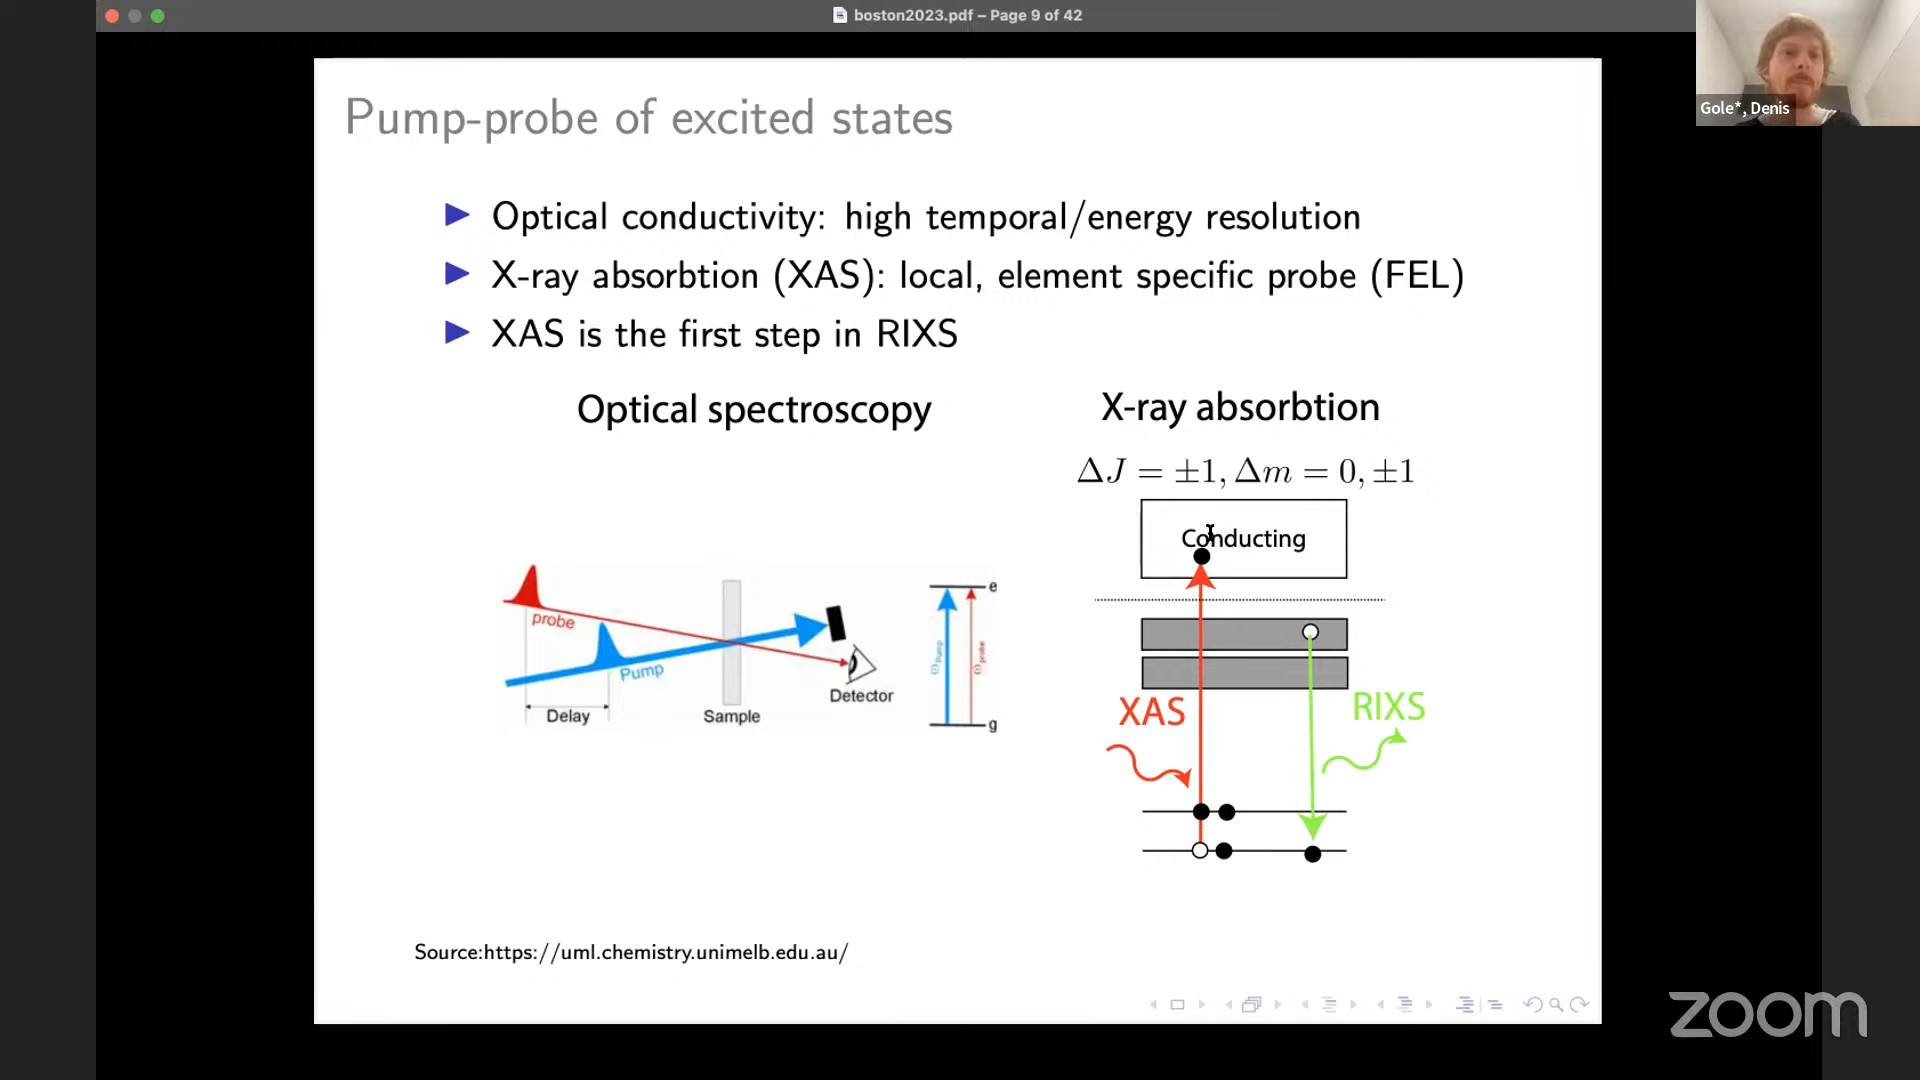 boston2023.pdf – Page 9 of 42
Gole*, Denis
Pump-probe of excited states
Optical conductivity: high temporal/energy resolution
X-ray absorbtion (XAS): local, element specific probe (FEL)
XAS is the first step in RIXS
Optical spectroscopy
X-ray absorbtion
ΔJ = ±1, Δm = 0, ±1
Conducting
probe
Pump
Delay
Sample
Detector
e
ω pump
ω probe
g
XAS
RIXS
Source:https://uml.chemistry.unimelb.edu.au/
zoom